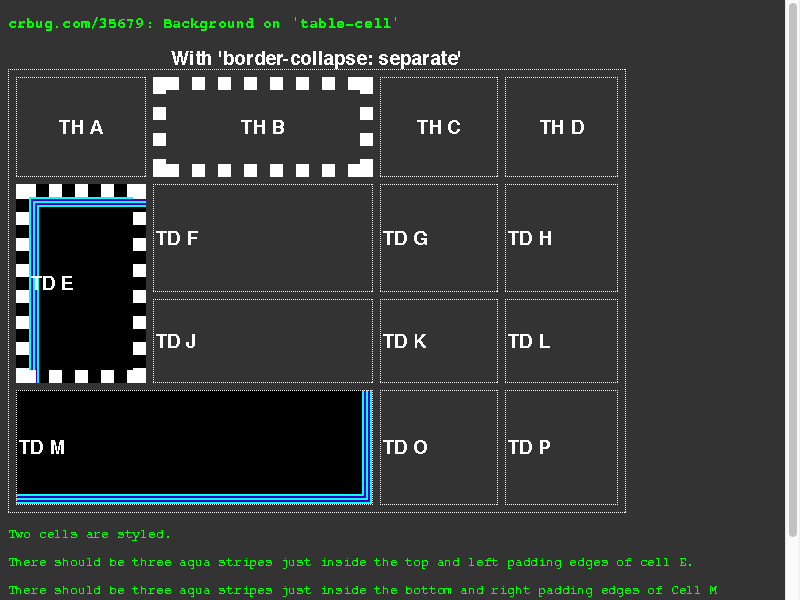 crbug.com/35679: Background on 'table-cell'
With 'border-collapse: separate'
TH A TH B TH C TH D
TD E
TD F TD G TD H
TD J TD K TD L
TD M TD O TD P
Two cells are styled.
There should be three aqua stripes just inside the top and left padding edges of cell E.
There should be three aqua stripes just inside the bottom and right padding edges of Cell M